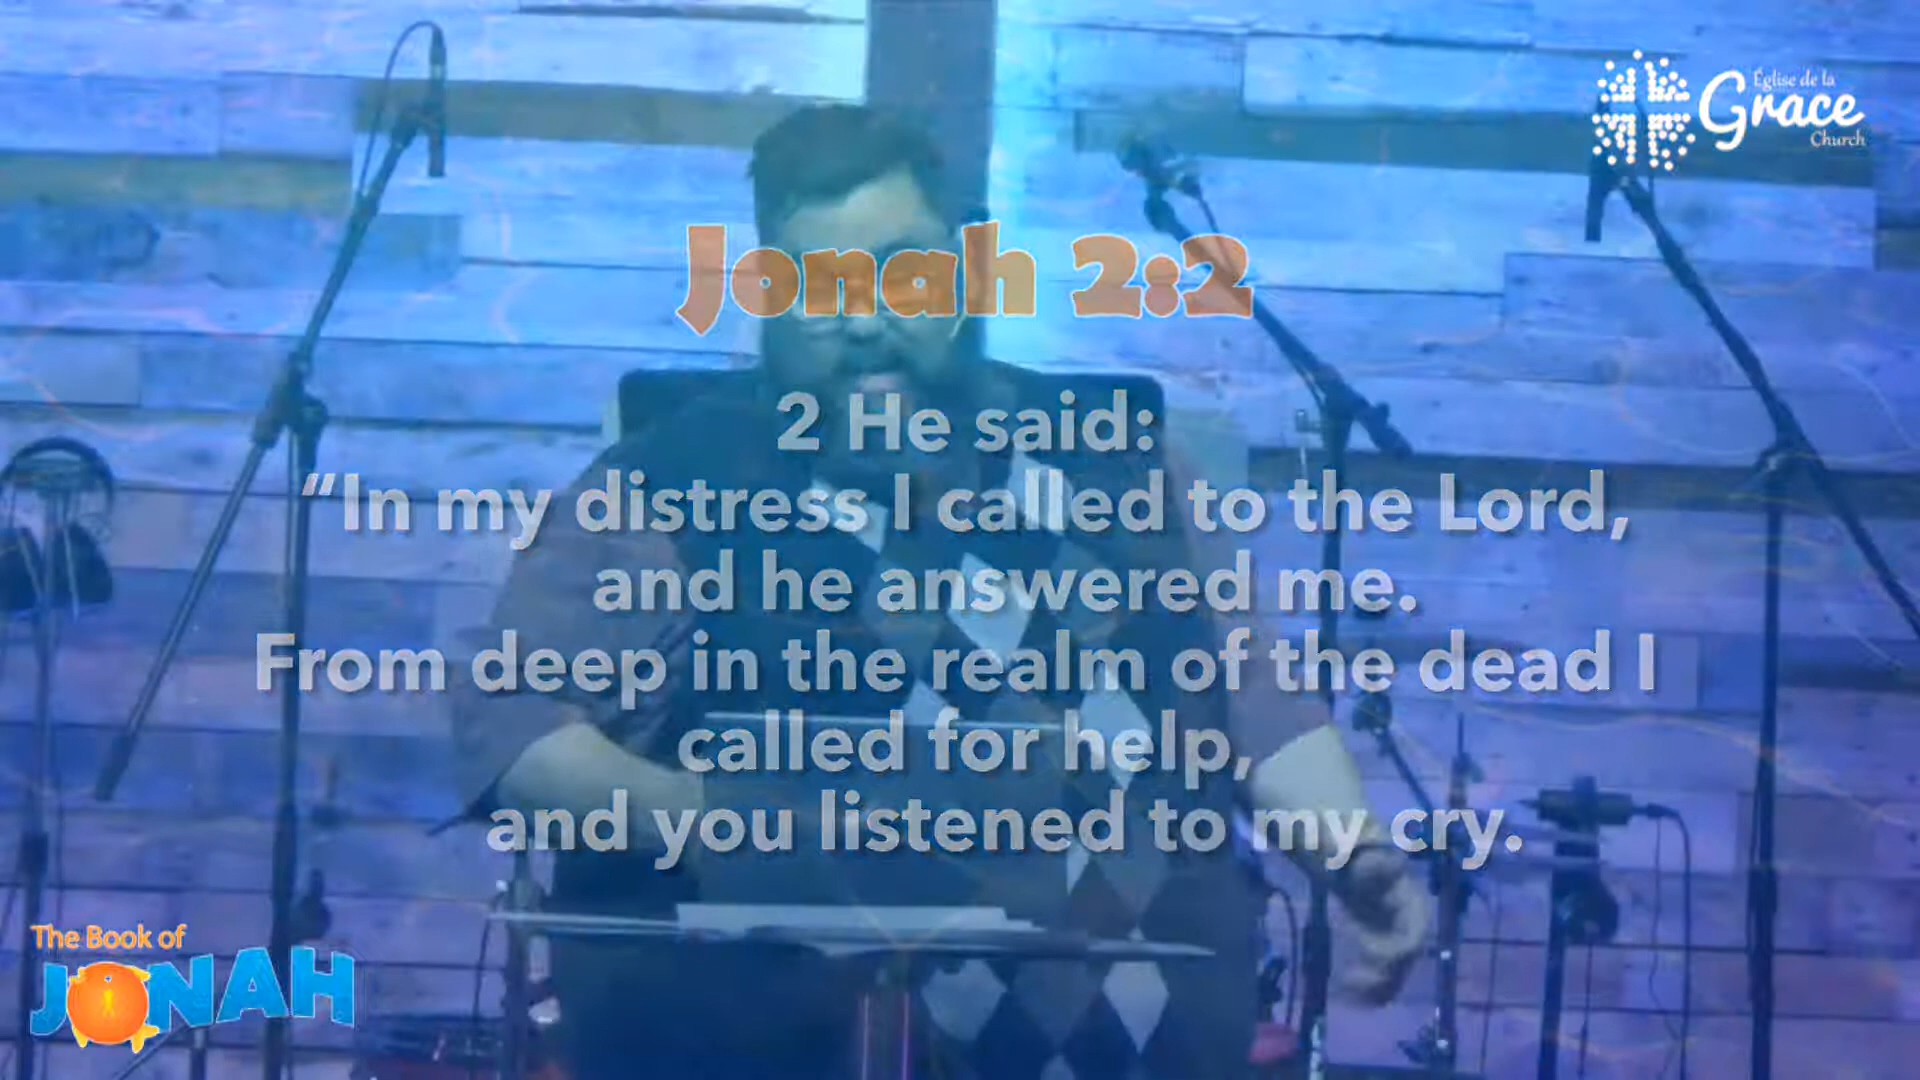 Église de la
Grace
Church
Jonah 2:2
2 He said:
“In my distress I called to the Lord,
and he answered me.
From deep in the realm of the dead I
called for help,
and you listened to my cry.
The Book of
JONAH